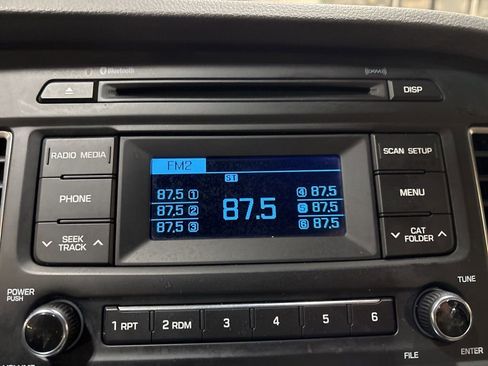 Bluetooth
DISP
RADIO MEDIA
SCAN SETUP
FM2
ST
PHONE
MENU
87.5 1
87.5 2
87.5 3
87.5
4 87.5
5 87.5
6 87.5
SEEK
TRACK
CAT
FOLDER
POWER
PUSH
TUNE
1 RPT
2 RDM
3
4
5
6
FILE
ENTER